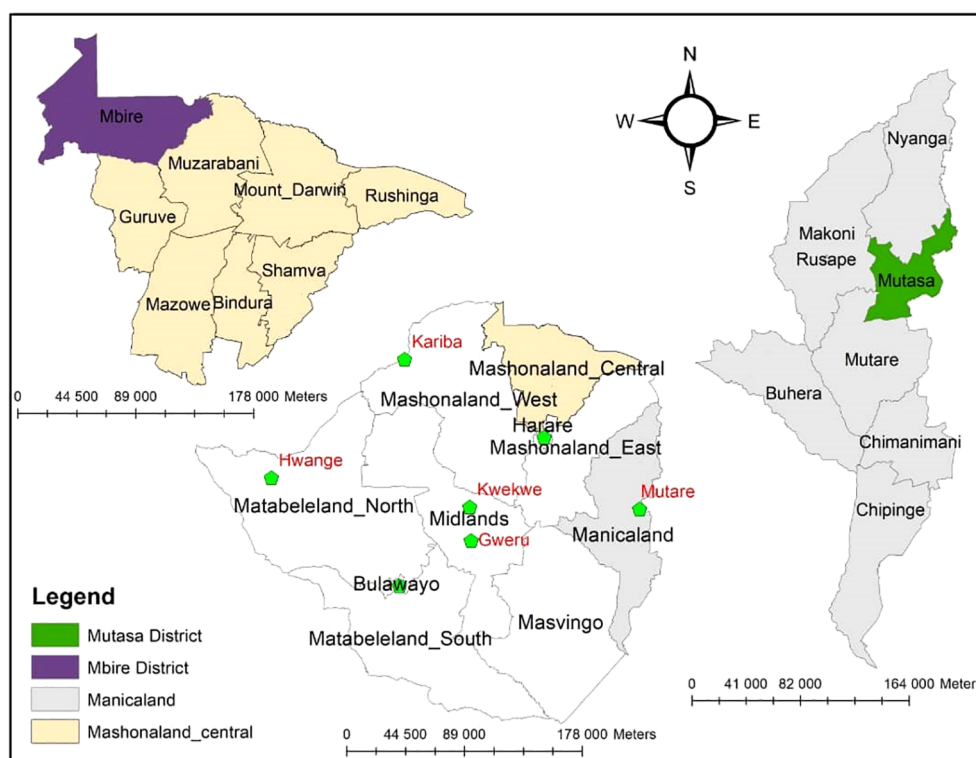 Mbire
Muzarabani
Mount_Darwin
Rushinga
Guruve
Shamva
Mazowe
Bindura
0 44 500 89 000 178 000 Meters
N
W E
S
Nyanga
Makoni
Rusape
Mutasa
Mutare
Buhera
Chimanimani
Chipinge
0 41 000 82 000 164 000 Meter
Kariba
Mashonaland_Central
Mashonaland_West
Harare
Mashonaland_East
Hwange
Matabeleland_North
Kwekwe
Midlands
Gweru
Mutare
Manicaland
Bulawayo
Masvingo
Matabeleland_South
0 44 500 89 000 178 000 Meters
Legend
Mutasa District
Mbire District
Manicaland
Mashonaland_central